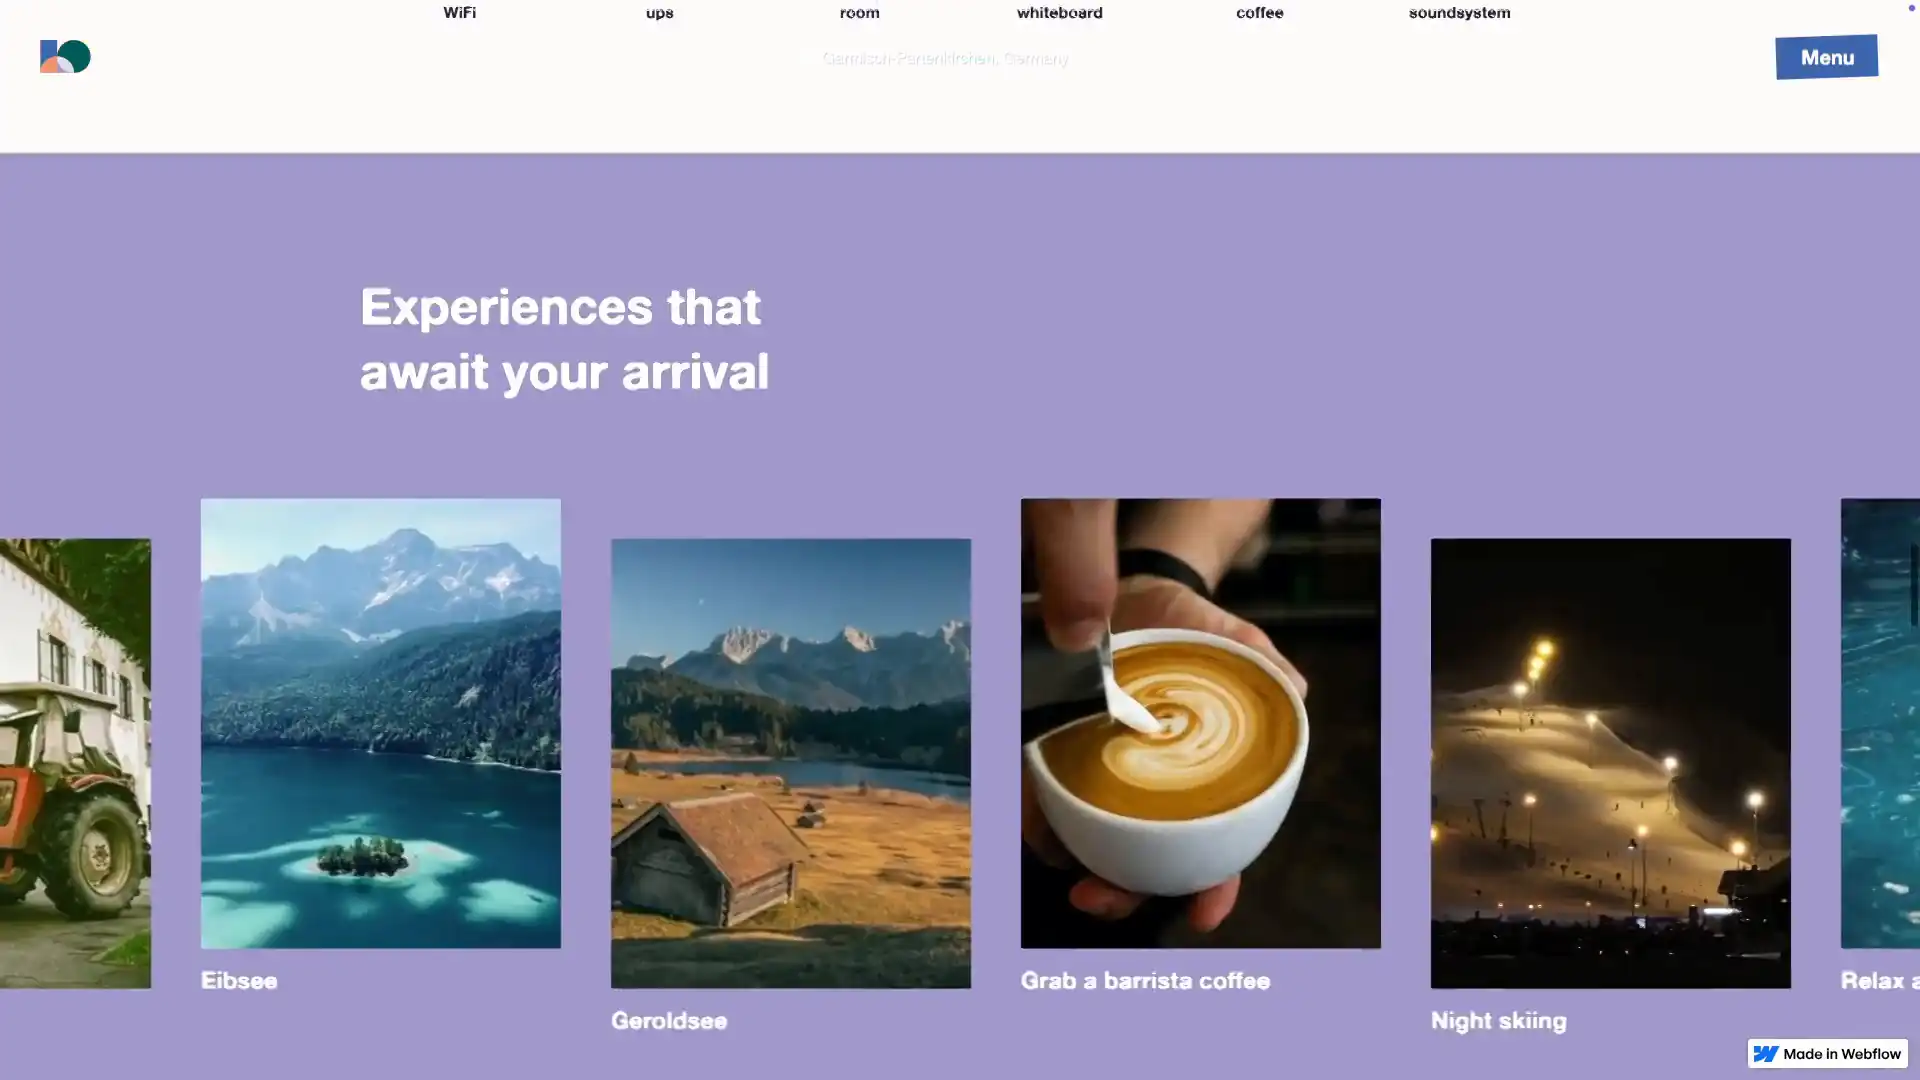 WiFi
ups
room
whiteboard
coffee
soundsystem
Garmisch-Partenkirchen, Germany
Menu
Experiences that
await your arrival
Eibsee
Geroldsee
Grab a barrista coffee
Night skiing
Relax a
Made in Webflow